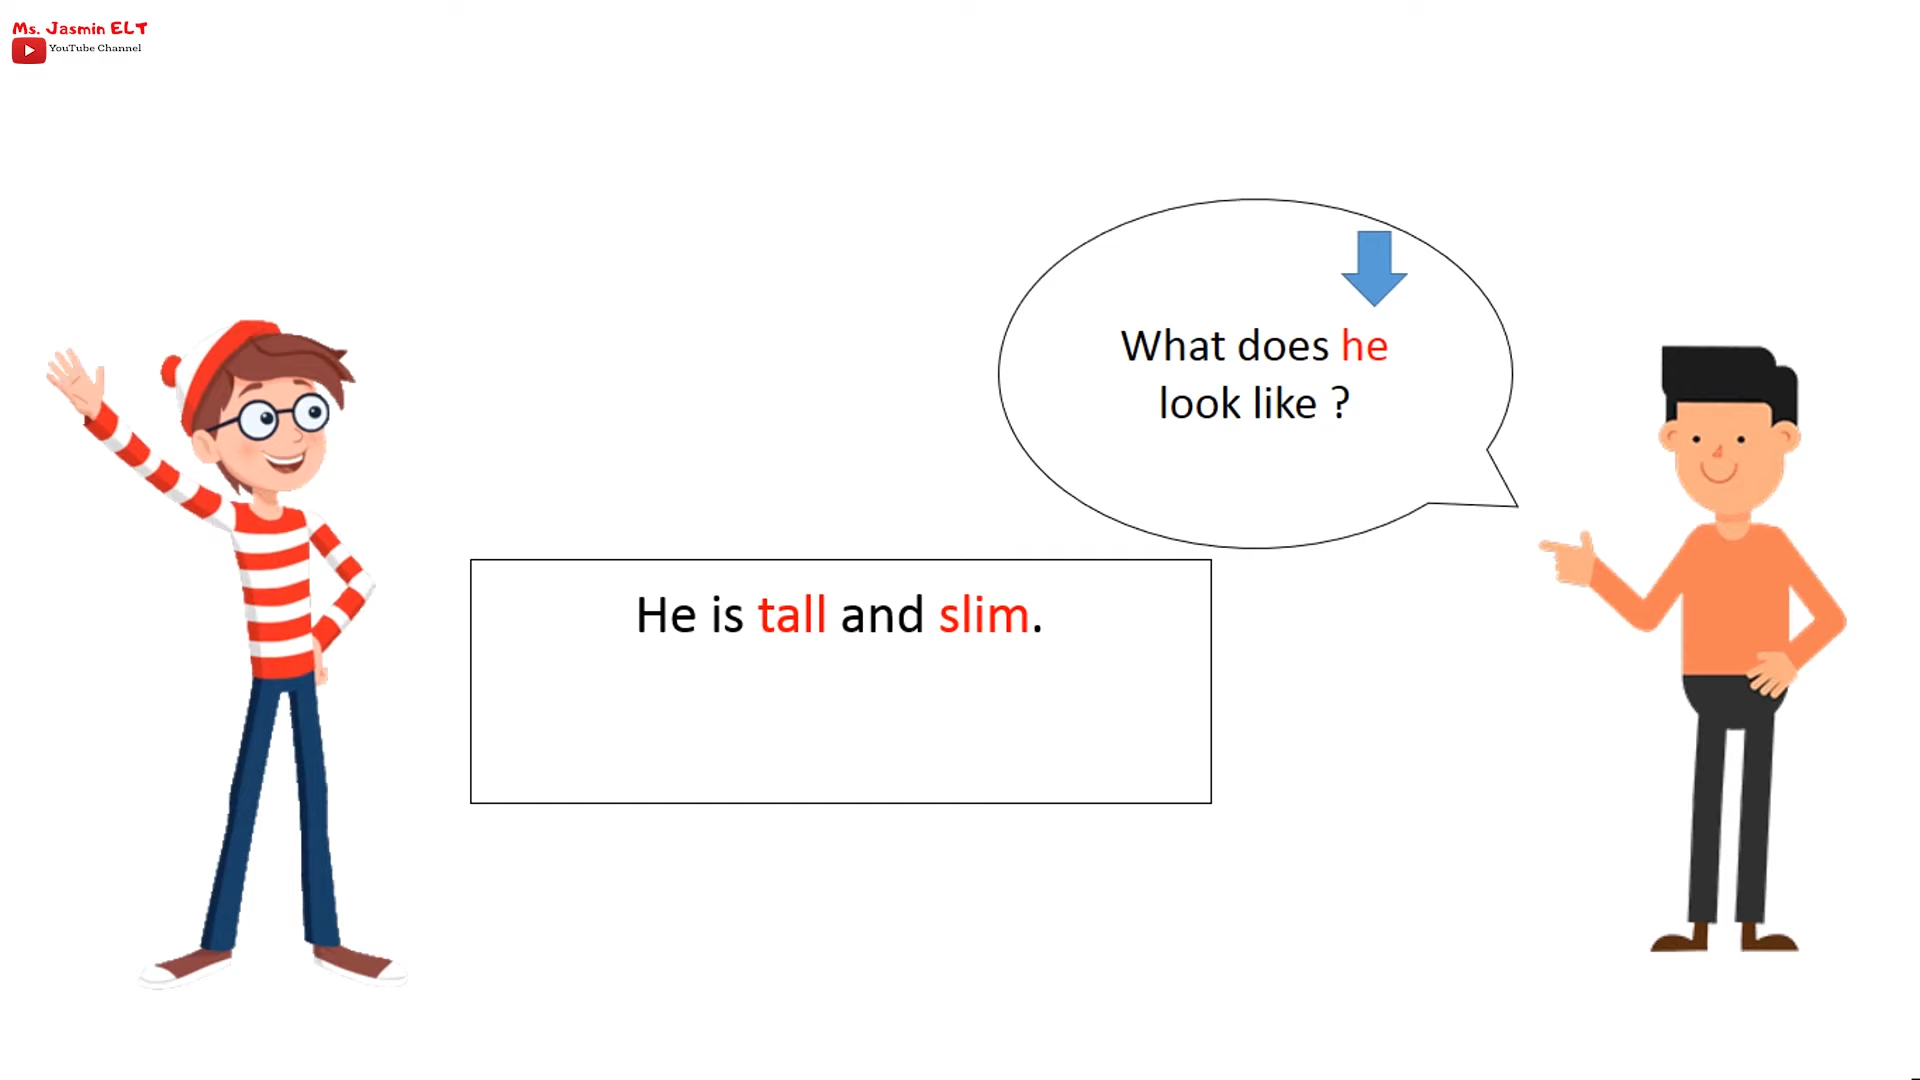 Ms. Jasmin ELT
YouTube Channel
What does he
look like ?
He is tall and slim.